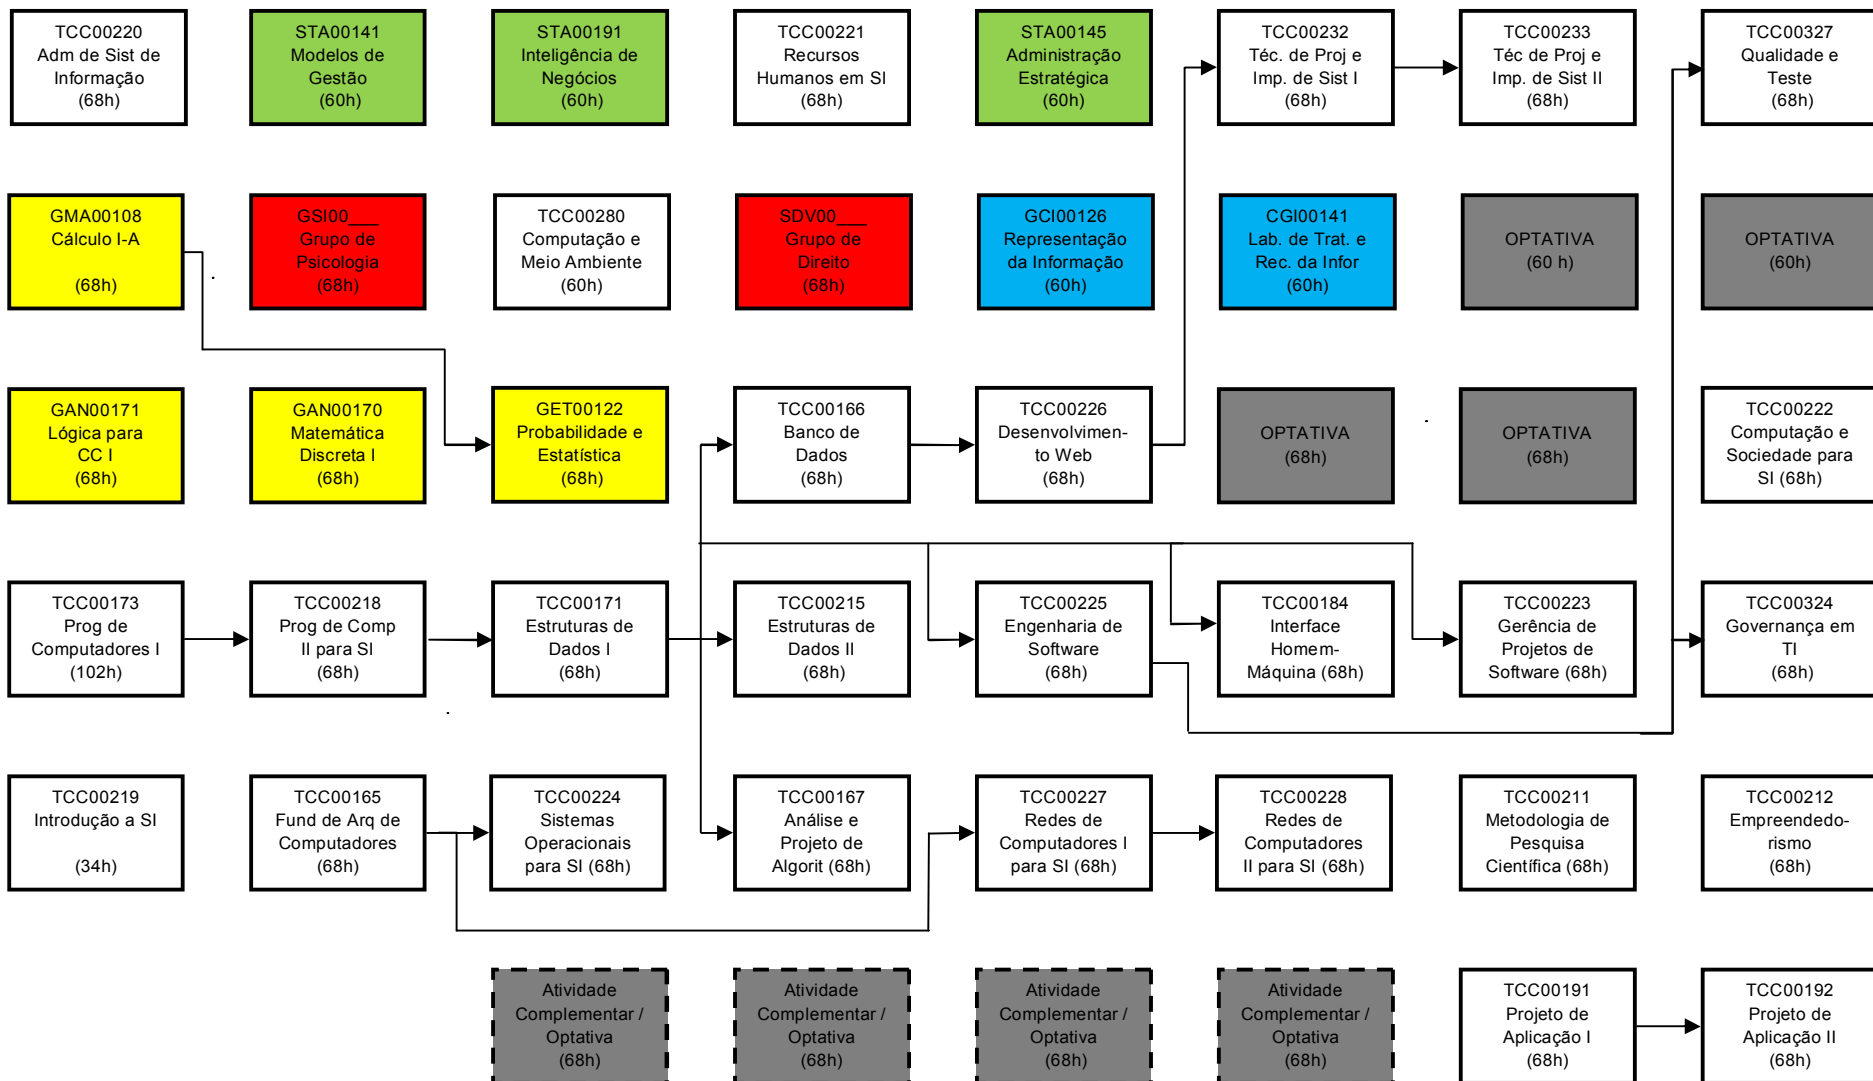 TCC00220
Adm de Sist de
Informação
(68h)
STA00141
Modelos de
Gestão
(60h)
STA00191
Inteligência de
Negócios
(60h)
TCC00221
Recursos
Humanos em SI
(68h)
STA00145
Administração
Estratégica
(60h)
TCC00232
Téc. de Proj e
Imp. de Sist I
(68h)
TCC00233
Téc de Proj e
Imp. de Sist II
(68h)
TCC00327
Qualidade e
Teste
(68h)
GMA00108
Cálculo I-A
(68h)
GSI00___
Grupo de
Psicologia
(68h)
TCC00280
Computação e
Meio Ambiente
(60h)
SDV00___
Grupo de
Direito
(68h)
GCI00126
Representação
da Informação
(60h)
CGI00141
Lab. de Trat. e
Rec. da Infor
(60h)
OPTATIVA
(60 h)
OPTATIVA
(60h)
GAN00171
Lógica para
CC I
(68h)
GAN00170
Matemática
Discreta I
(68h)
GET00122
Probabilidade e
Estatística
(68h)
TCC00166
Banco de
Dados
(68h)
TCC00226
Desenvolvimen-
to Web
(68h)
OPTATIVA
(68h)
OPTATIVA
(68h)
TCC00222
Computação e
Sociedade para
SI (68h)
TCC00173
Prog de
Computadores I
(102h)
TCC00218
Prog de Comp
II para SI
(68h)
TCC00171
Estruturas de
Dados I
(68h)
TCC00215
Estruturas de
Dados II
(68h)
TCC00225
Engenharia de
Software
(68h)
TCC00184
Interface
Homem-
Máquina (68h)
TCC00223
Gerência de
Projetos de
Software (68h)
TCC00324
Governança em
TI
(68h)
TCC00219
Introdução a SI
(34h)
TCC00165
Fund de Arq de
Computadores
(68h)
TCC00224
Sistemas
Operacionais
para SI (68h)
TCC00167
Análise e
Projeto de
Algorit (68h)
TCC00227
Redes de
Computadores I
para SI (68h)
TCC00228
Redes de
Computadores
II para SI (68h)
TCC00211
Metodologia de
Pesquisa
Científica (68h)
TCC00212
Empreendedo-
rismo
(68h)
Atividade
Complementar /
Optativa
(68h)
Atividade
Complementar /
Optativa
(68h)
Atividade
Complementar /
Optativa
(68h)
Atividade
Complementar /
Optativa
(68h)
TCC00191
Projeto de
Aplicação I
(68h)
TCC00192
Projeto de
Aplicação II
(68h)